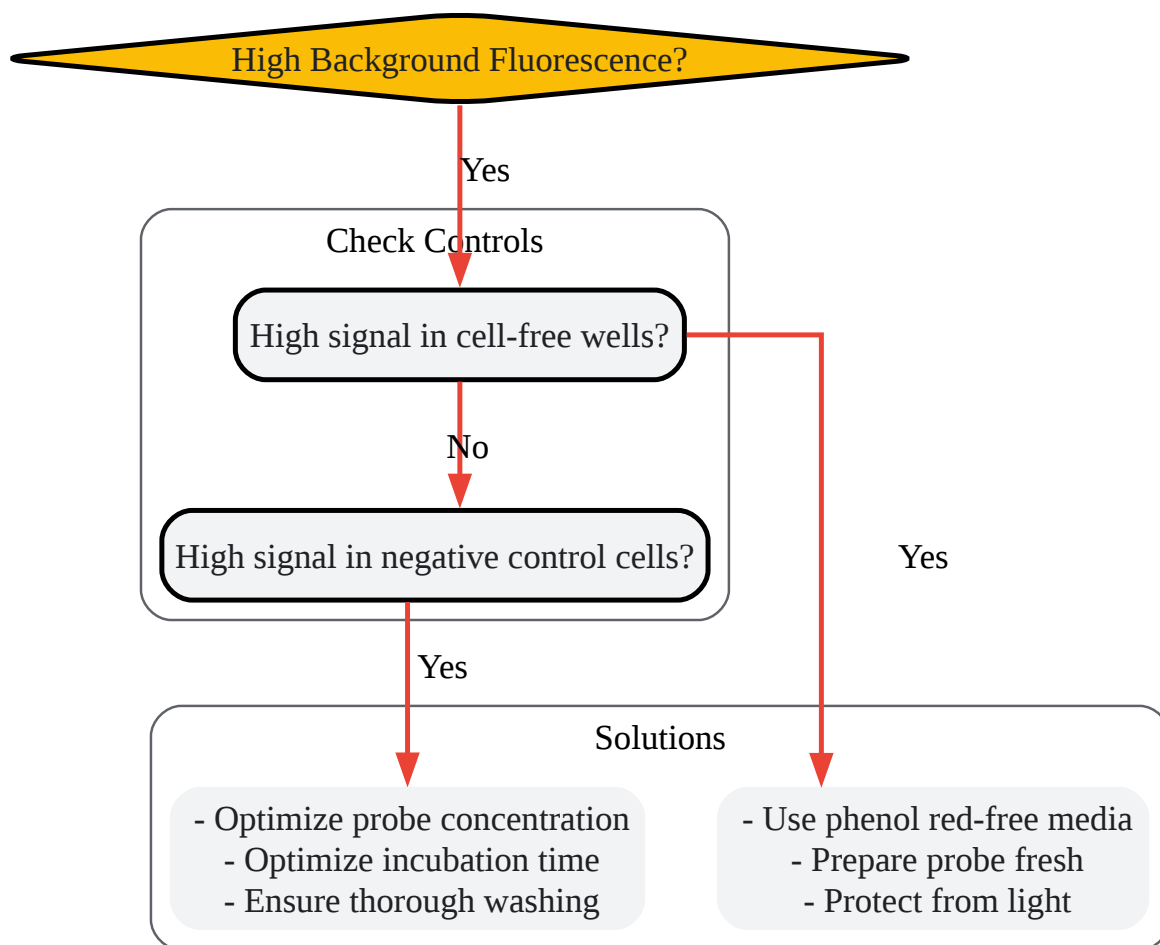 High Background Fluorescence?
Yes
Check Controls
High signal in cell-free wells?
No
High signal in negative control cells?
Yes
Yes
Solutions
- Optimize probe concentration
- Optimize incubation time
- Ensure thorough washing
- Use phenol red-free media
- Prepare probe fresh
- Protect from light